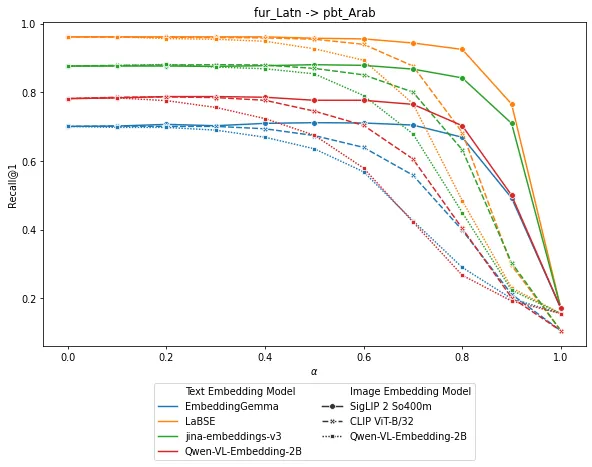 fur_Latn -> pbt_Arab
Recall@1
1.0
0.8
0.6
0.4
0.2
0.0
0.2
0.4
0.6
0.8
1.0
α
Text Embedding Model
EmbeddingGemma
LaBSE
jina-embeddings-v3
Qwen-VL-Embedding-2B
Image Embedding Model
SigLIP 2 So400m
CLIP ViT-B/32
Qwen-VL-Embedding-2B